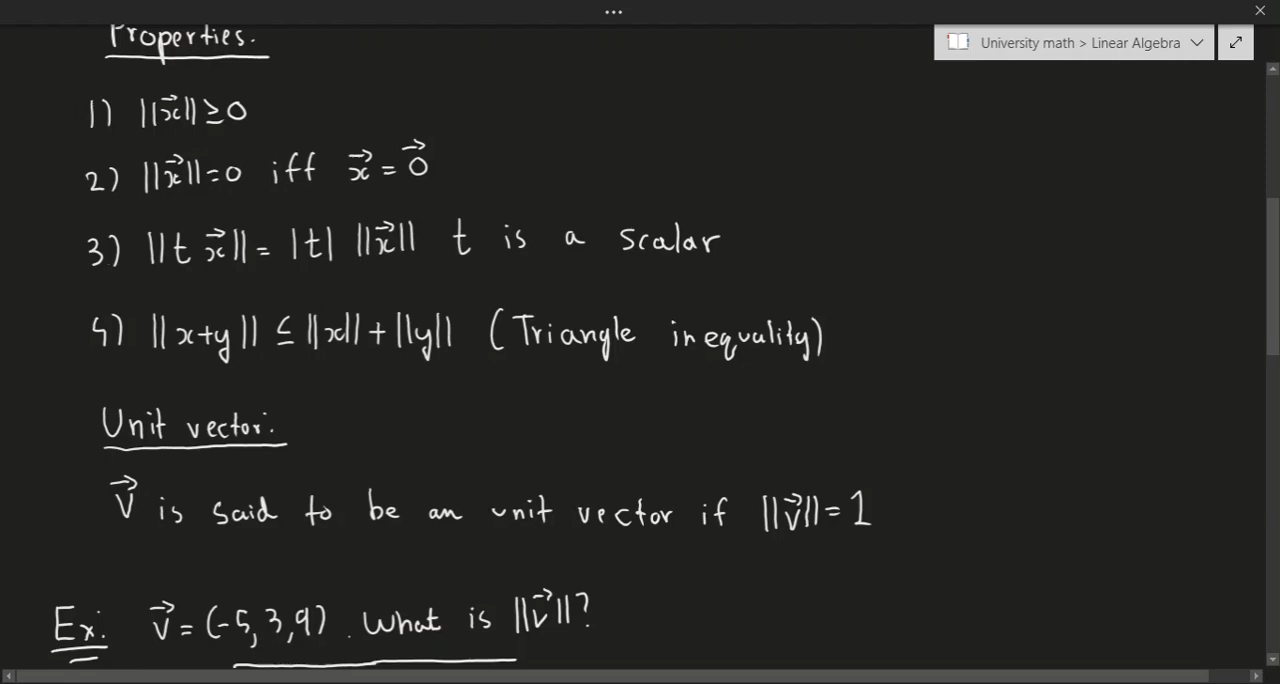 University math > Linear Algebra
Properties.
1) ||x⃗|| ≥ 0
2) ||x⃗|| = 0 iff x⃗ = 0⃗
3) ||t x⃗|| = |t| ||x⃗|| t is a scalar
4) ||x+y|| ≤ ||x|| + ||y|| (Triangle inequality)
Unit vector:
V⃗ is said to be an unit vector if ||v⃗|| = 1
Ex: v⃗ = (-5, 3, 9). What is ||v⃗||?